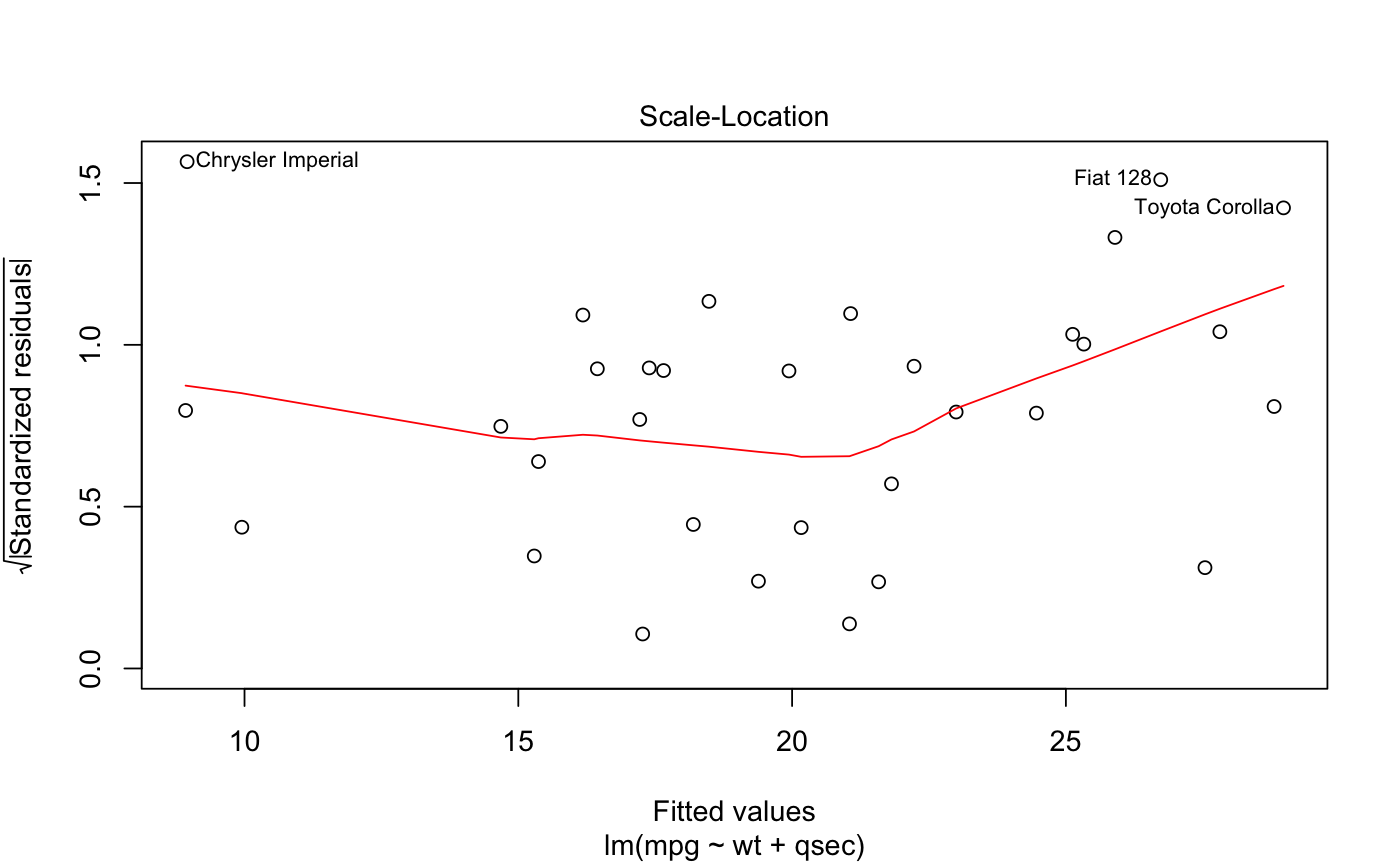 Scale-Location
Chrysler Imperial
Fiat 128
Toyota Corolla
√|Standardized residuals|
1.5
1.0
0.5
0.0
10 15 20 25
Fitted values
lm(mpg ~ wt + qsec)